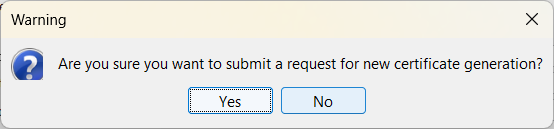 Warning
Are you sure you want to submit a request for new certificate generation?
Yes
No